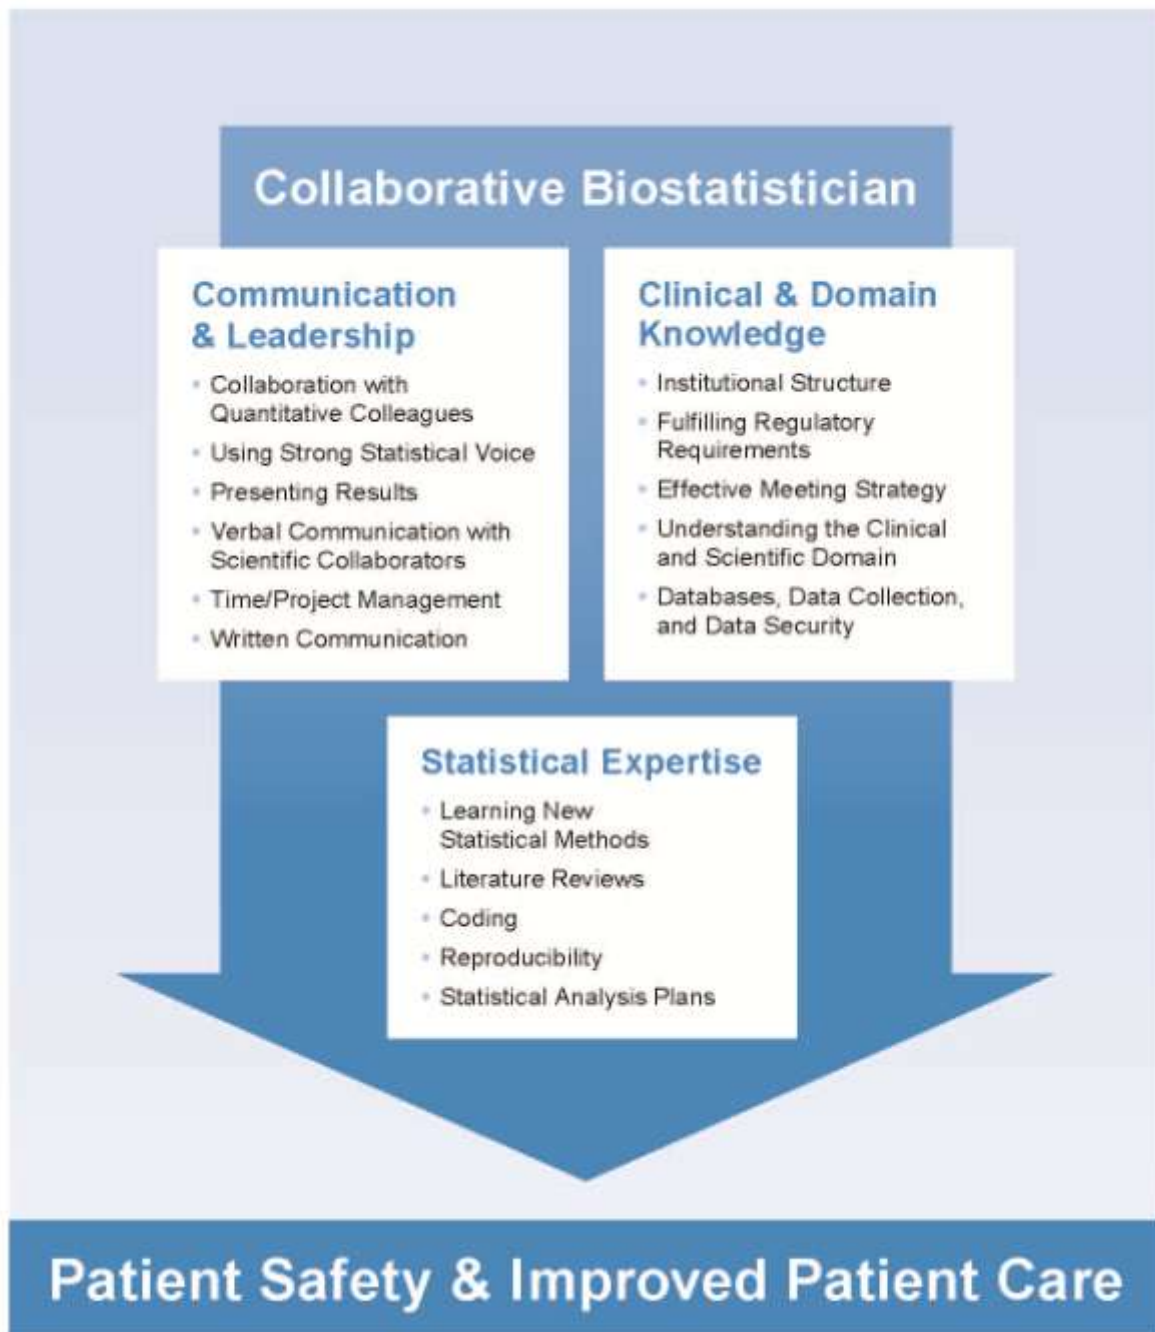 Collaborative Biostatistician
Communication
& Leadership
• Collaboration with
Quantitative Colleagues
• Using Strong Statistical Voice
• Presenting Results
• Verbal Communication with
Scientific Collaborators
• Time/Project Management
• Written Communication
Clinical & Domain
Knowledge
• Institutional Structure
• Fulfilling Regulatory
Requirements
• Effective Meeting Strategy
• Understanding the Clinical
and Scientific Domain
• Databases, Data Collection,
and Data Security
Statistical Expertise
• Learning New
Statistical Methods
• Literature Reviews
• Coding
• Reproducibility
• Statistical Analysis Plans
Patient Safety & Improved Patient Care